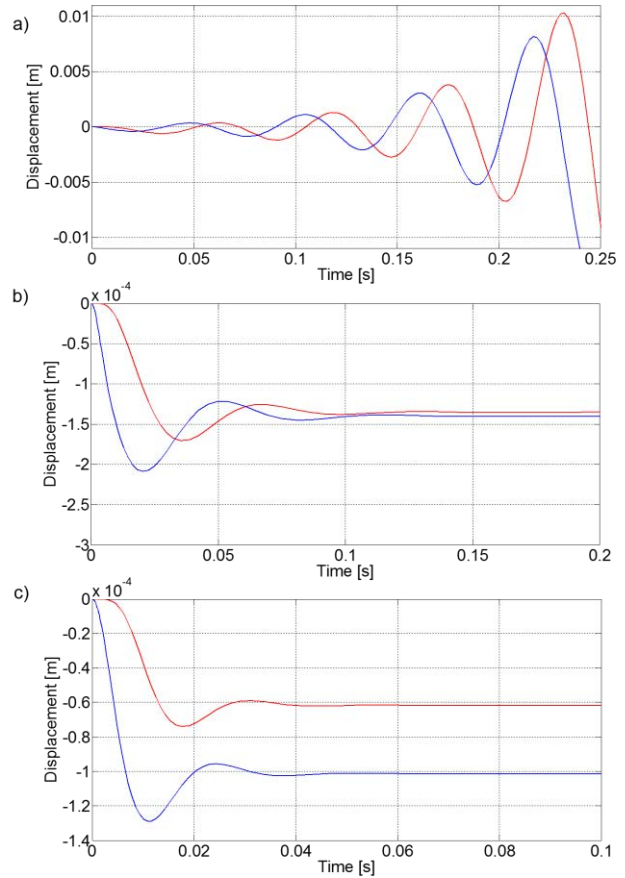 a)
0.01
0.005
0
-0.005
-0.01
Displacement [m]
0 0.05 0.1 0.15 0.2 0.25
Time [s]
b)
x 10-4
0
-0.5
-1
-1.5
-2
-2.5
-3
Displacement [m]
0 0.05 0.1 0.15 0.2
Time [s]
c)
x 10-4
0
-0.2
-0.4
-0.6
-0.8
-1
-1.2
-1.4
Displacement [m]
0 0.02 0.04 0.06 0.08 0.1
Time [s]